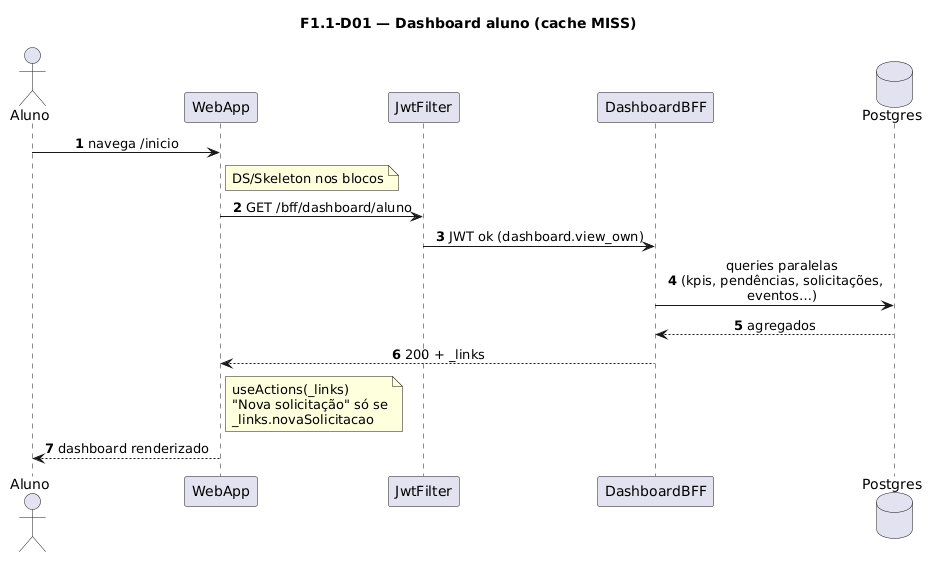 F1.1-D01 — Dashboard aluno (cache MISS)
Aluno
WebApp
JwtFilter
DashboardBFF
Postgres
1 navega /inicio
DS/Skeleton nos blocos
2 GET /bff/dashboard/aluno
3 JWT ok (dashboard.view_own)
queries paralelas
4 (kpis, pendências, solicitações,
eventos...)
5 agregados
6 200 + _links
useActions(_links)
"Nova solicitação" só se
_links.novaSolicitacao
7 dashboard renderizado
Aluno
WebApp
JwtFilter
DashboardBFF
Postgres